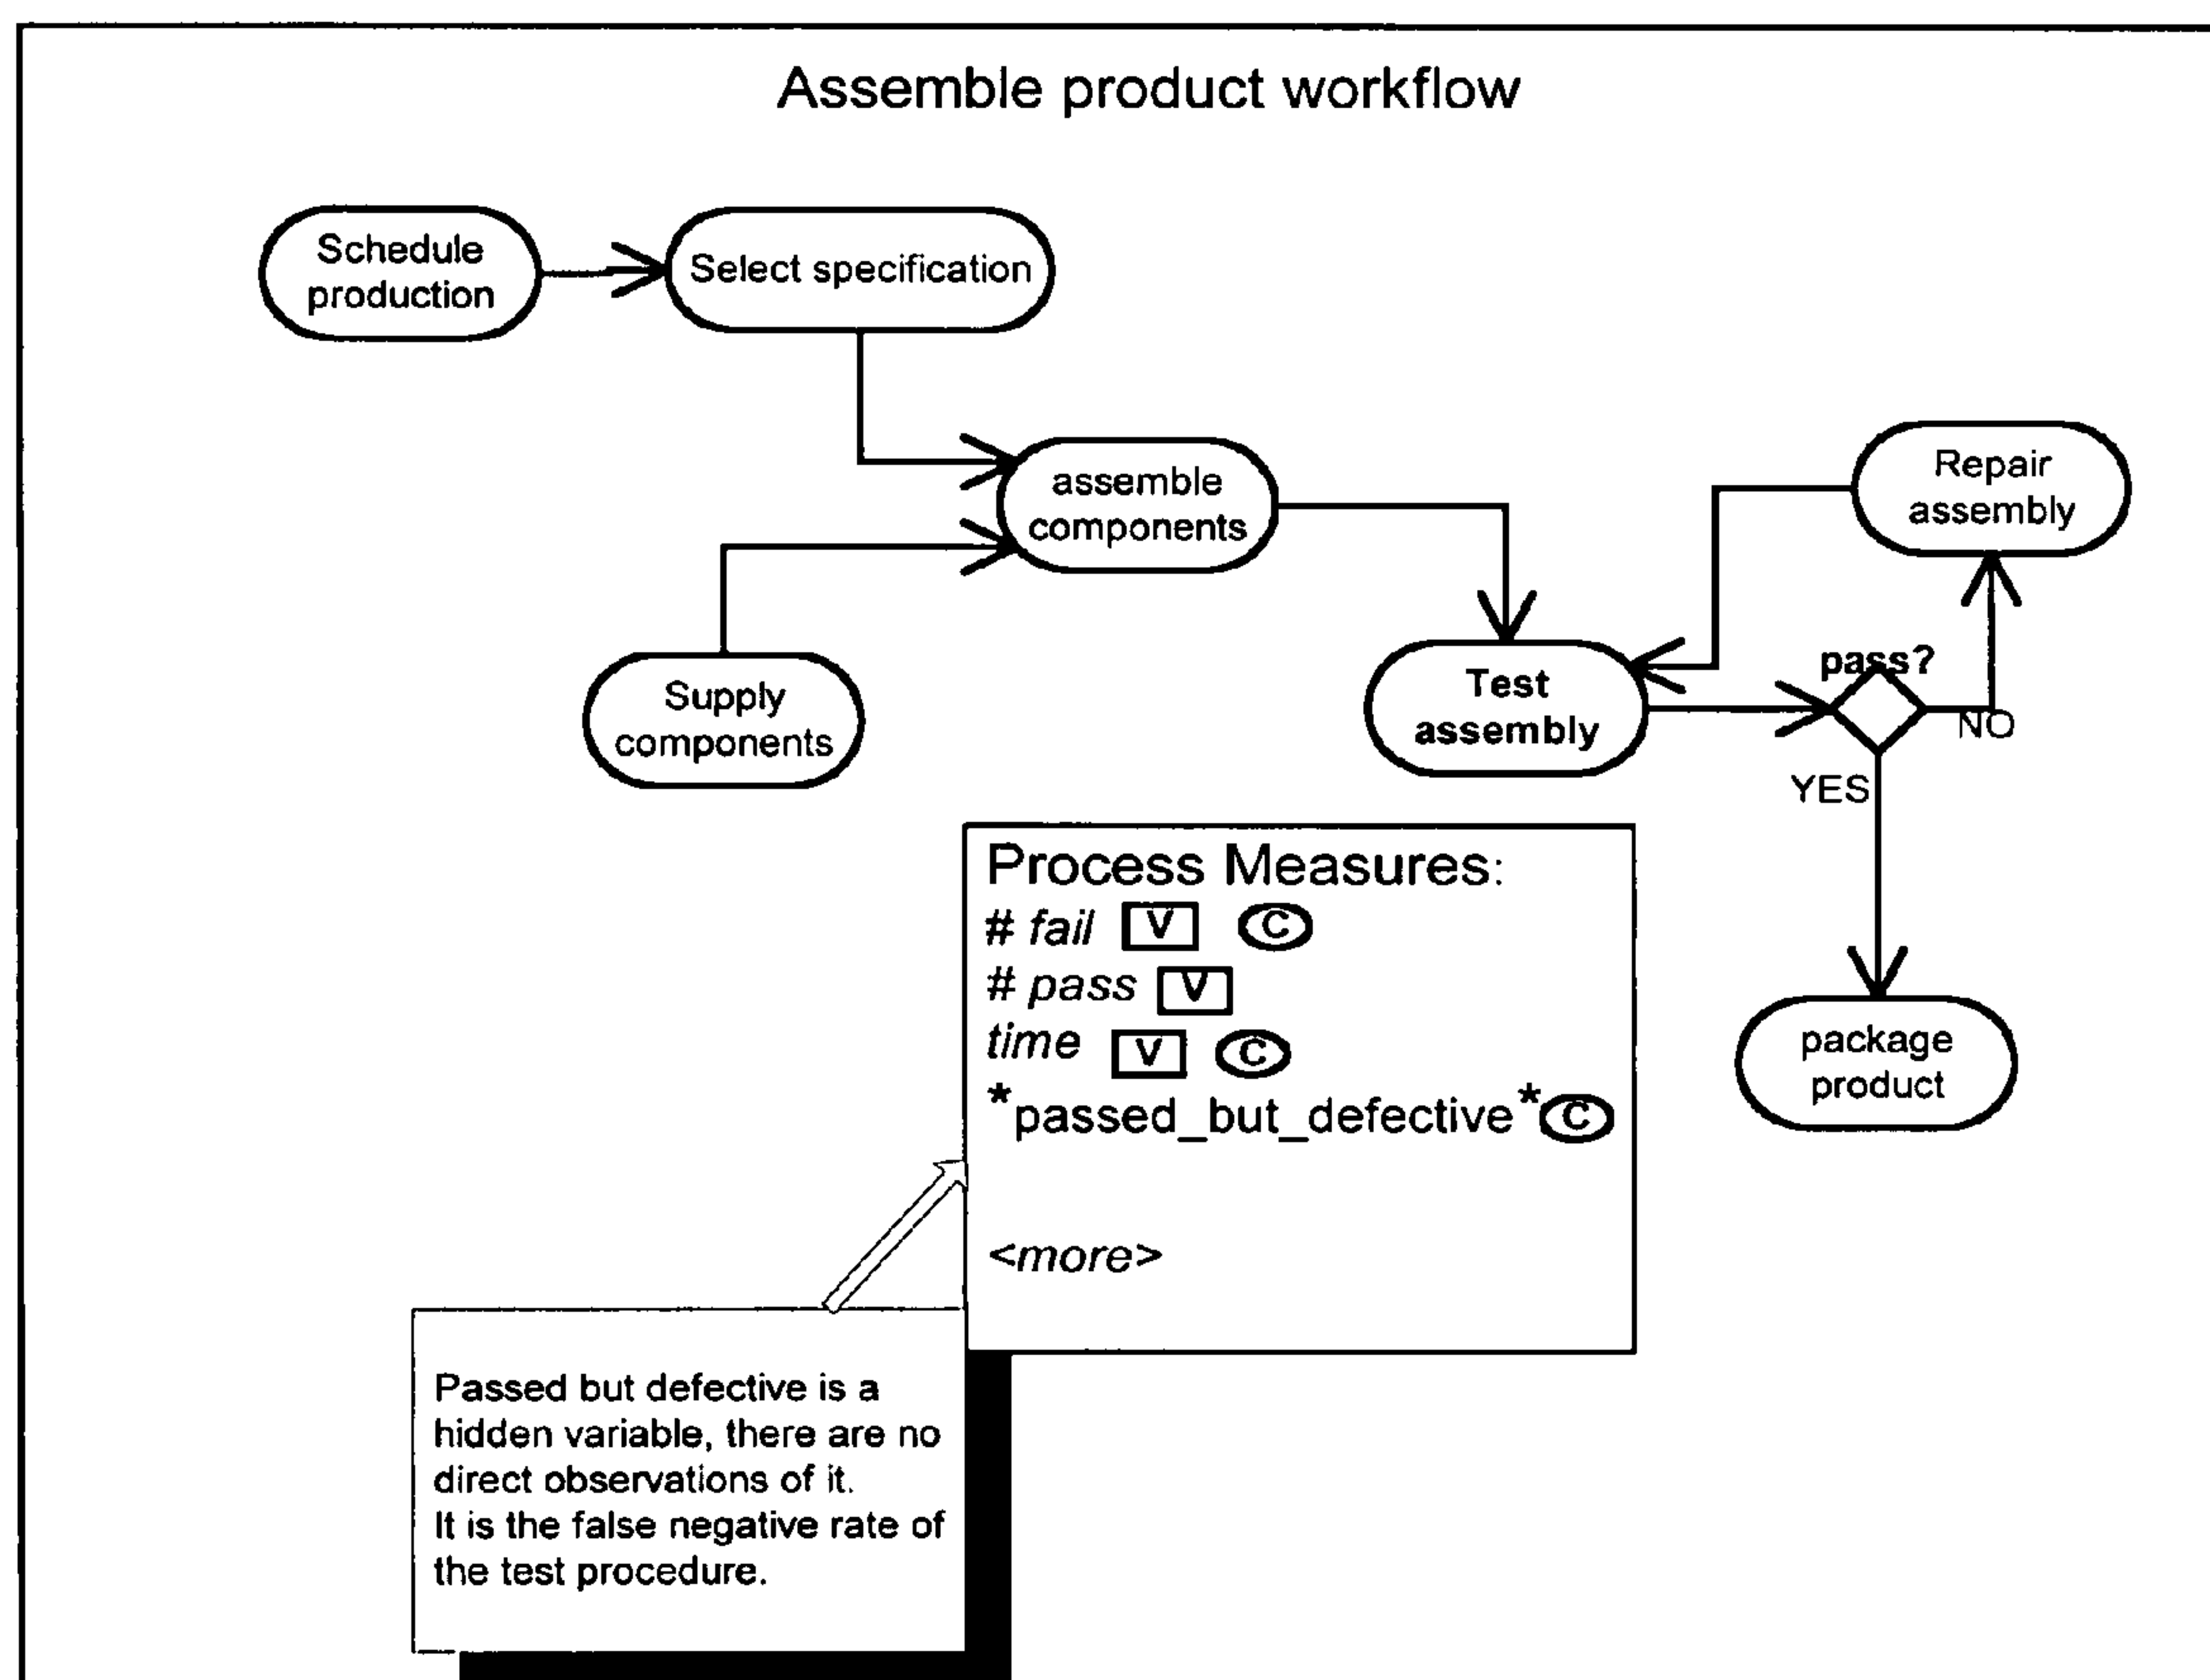 Assemble product workflow
Schedule
production
Select specification
assemble
components
Repair
assembly
Supply
components
Test
assembly
pass?
NO
YES
Process Measures:
# fail V C
# pass V
time V C
*passed_but_defective* C
<more>
package
product
Passed but defective is a
hidden variable, there are no
direct observations of it.
It is the false negative rate of
the test procedure.